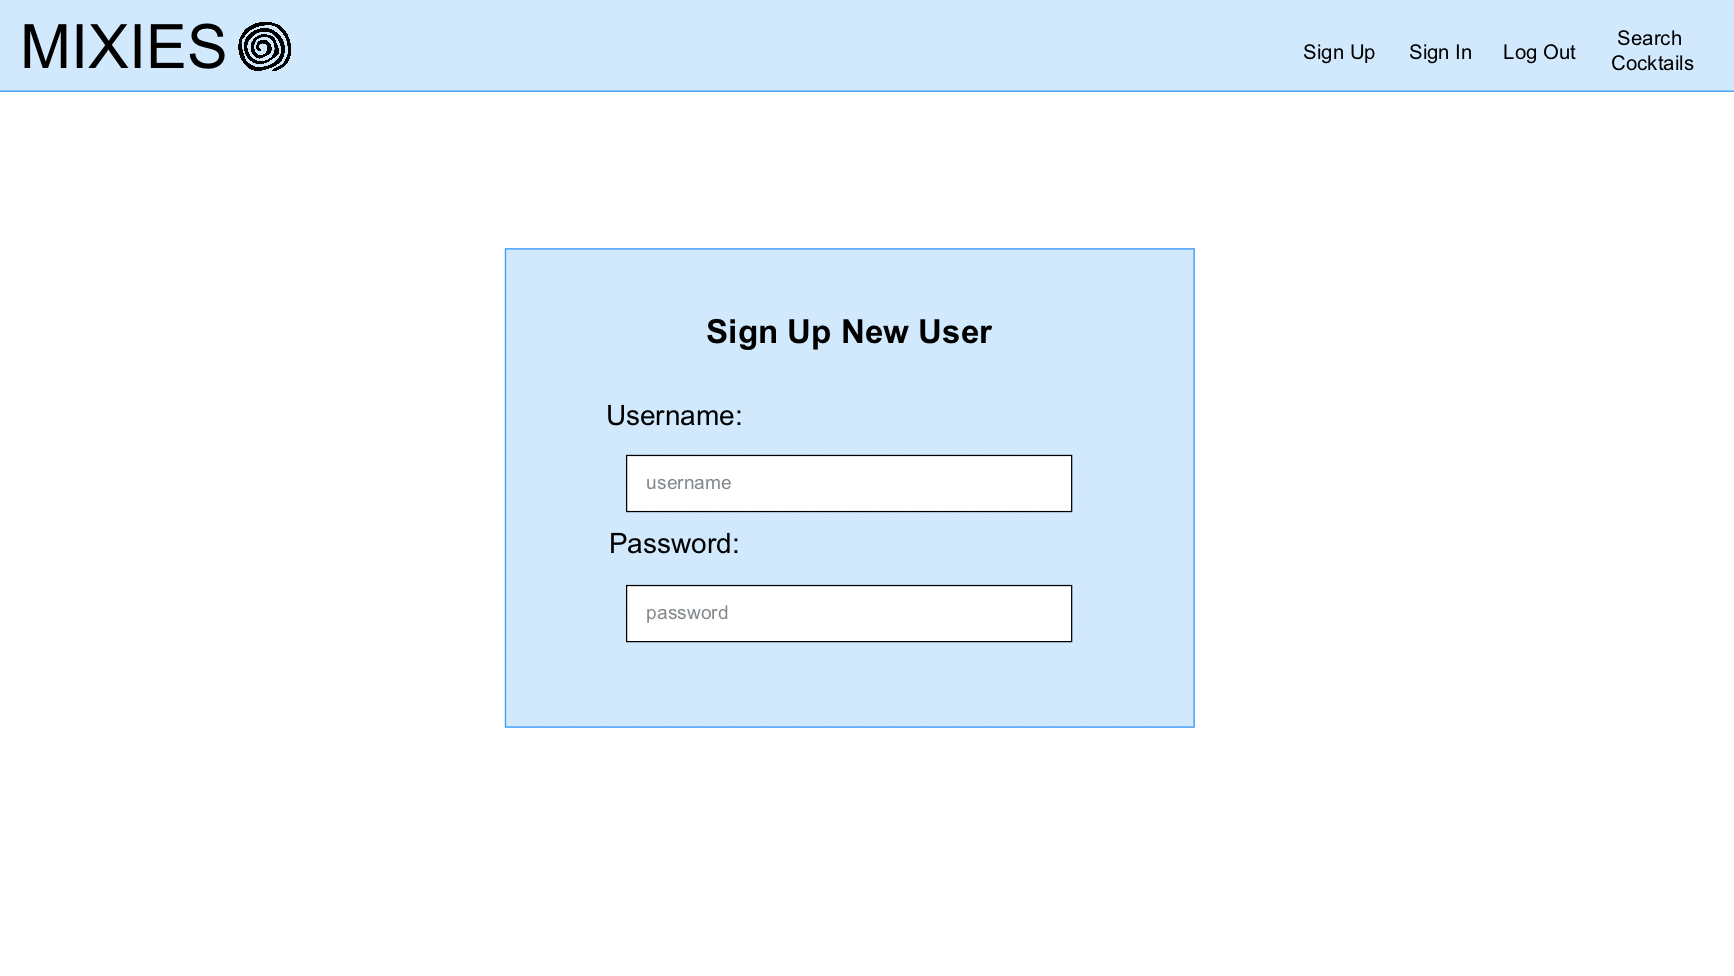 MIXIES
Sign Up
Sign In
Log Out
Search
Cocktails
Sign Up New User
Username:
username
Password:
password